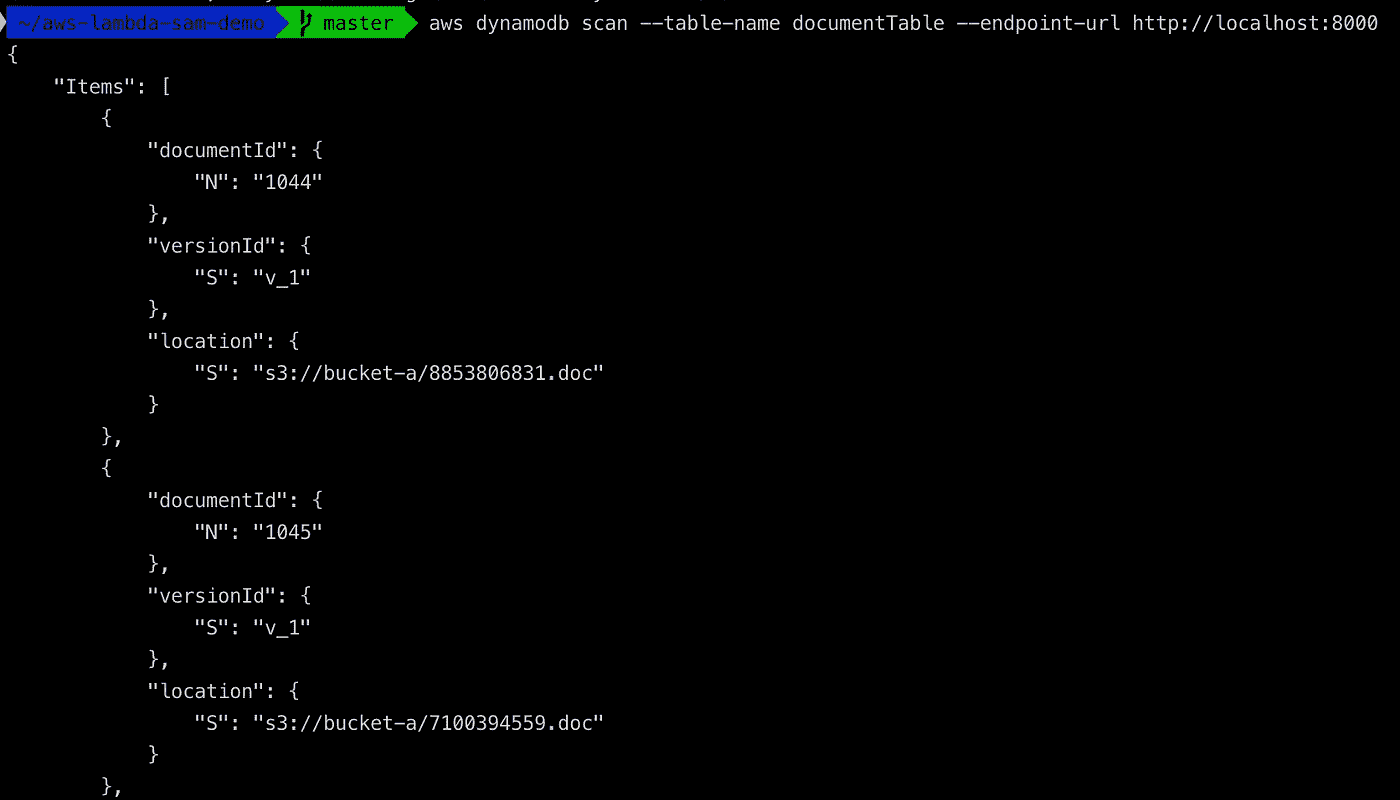 ~/aws-lambda-sam-demo master aws dynamodb scan --table-name documentTable --endpoint-url http://localhost:8000
{
    "Items": [
        {
            "documentId": {
                "N": "1044"
            },
            "versionId": {
                "S": "v_1"
            },
            "location": {
                "S": "s3://bucket-a/8853806831.doc"
            }
        },
        {
            "documentId": {
                "N": "1045"
            },
            "versionId": {
                "S": "v_1"
            },
            "location": {
                "S": "s3://bucket-a/7100394559.doc"
            }
        },